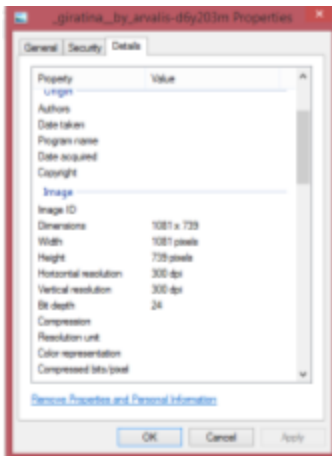 _giratina__by_arvalis-d6y203m Properties
General Security Details
Property Value
Origin
Authors
Date taken
Program name
Date acquired
Copyright
Image
Image ID
Dimensions 1081 x 739
Width 1081 pixels
Height 739 pixels
Horizontal resolution 300 dpi
Vertical resolution 300 dpi
Bit depth 24
Compression
Resolution unit
Color representation
Compressed bits/pixel
Remove Properties and Personal Information
OK Cancel Apply